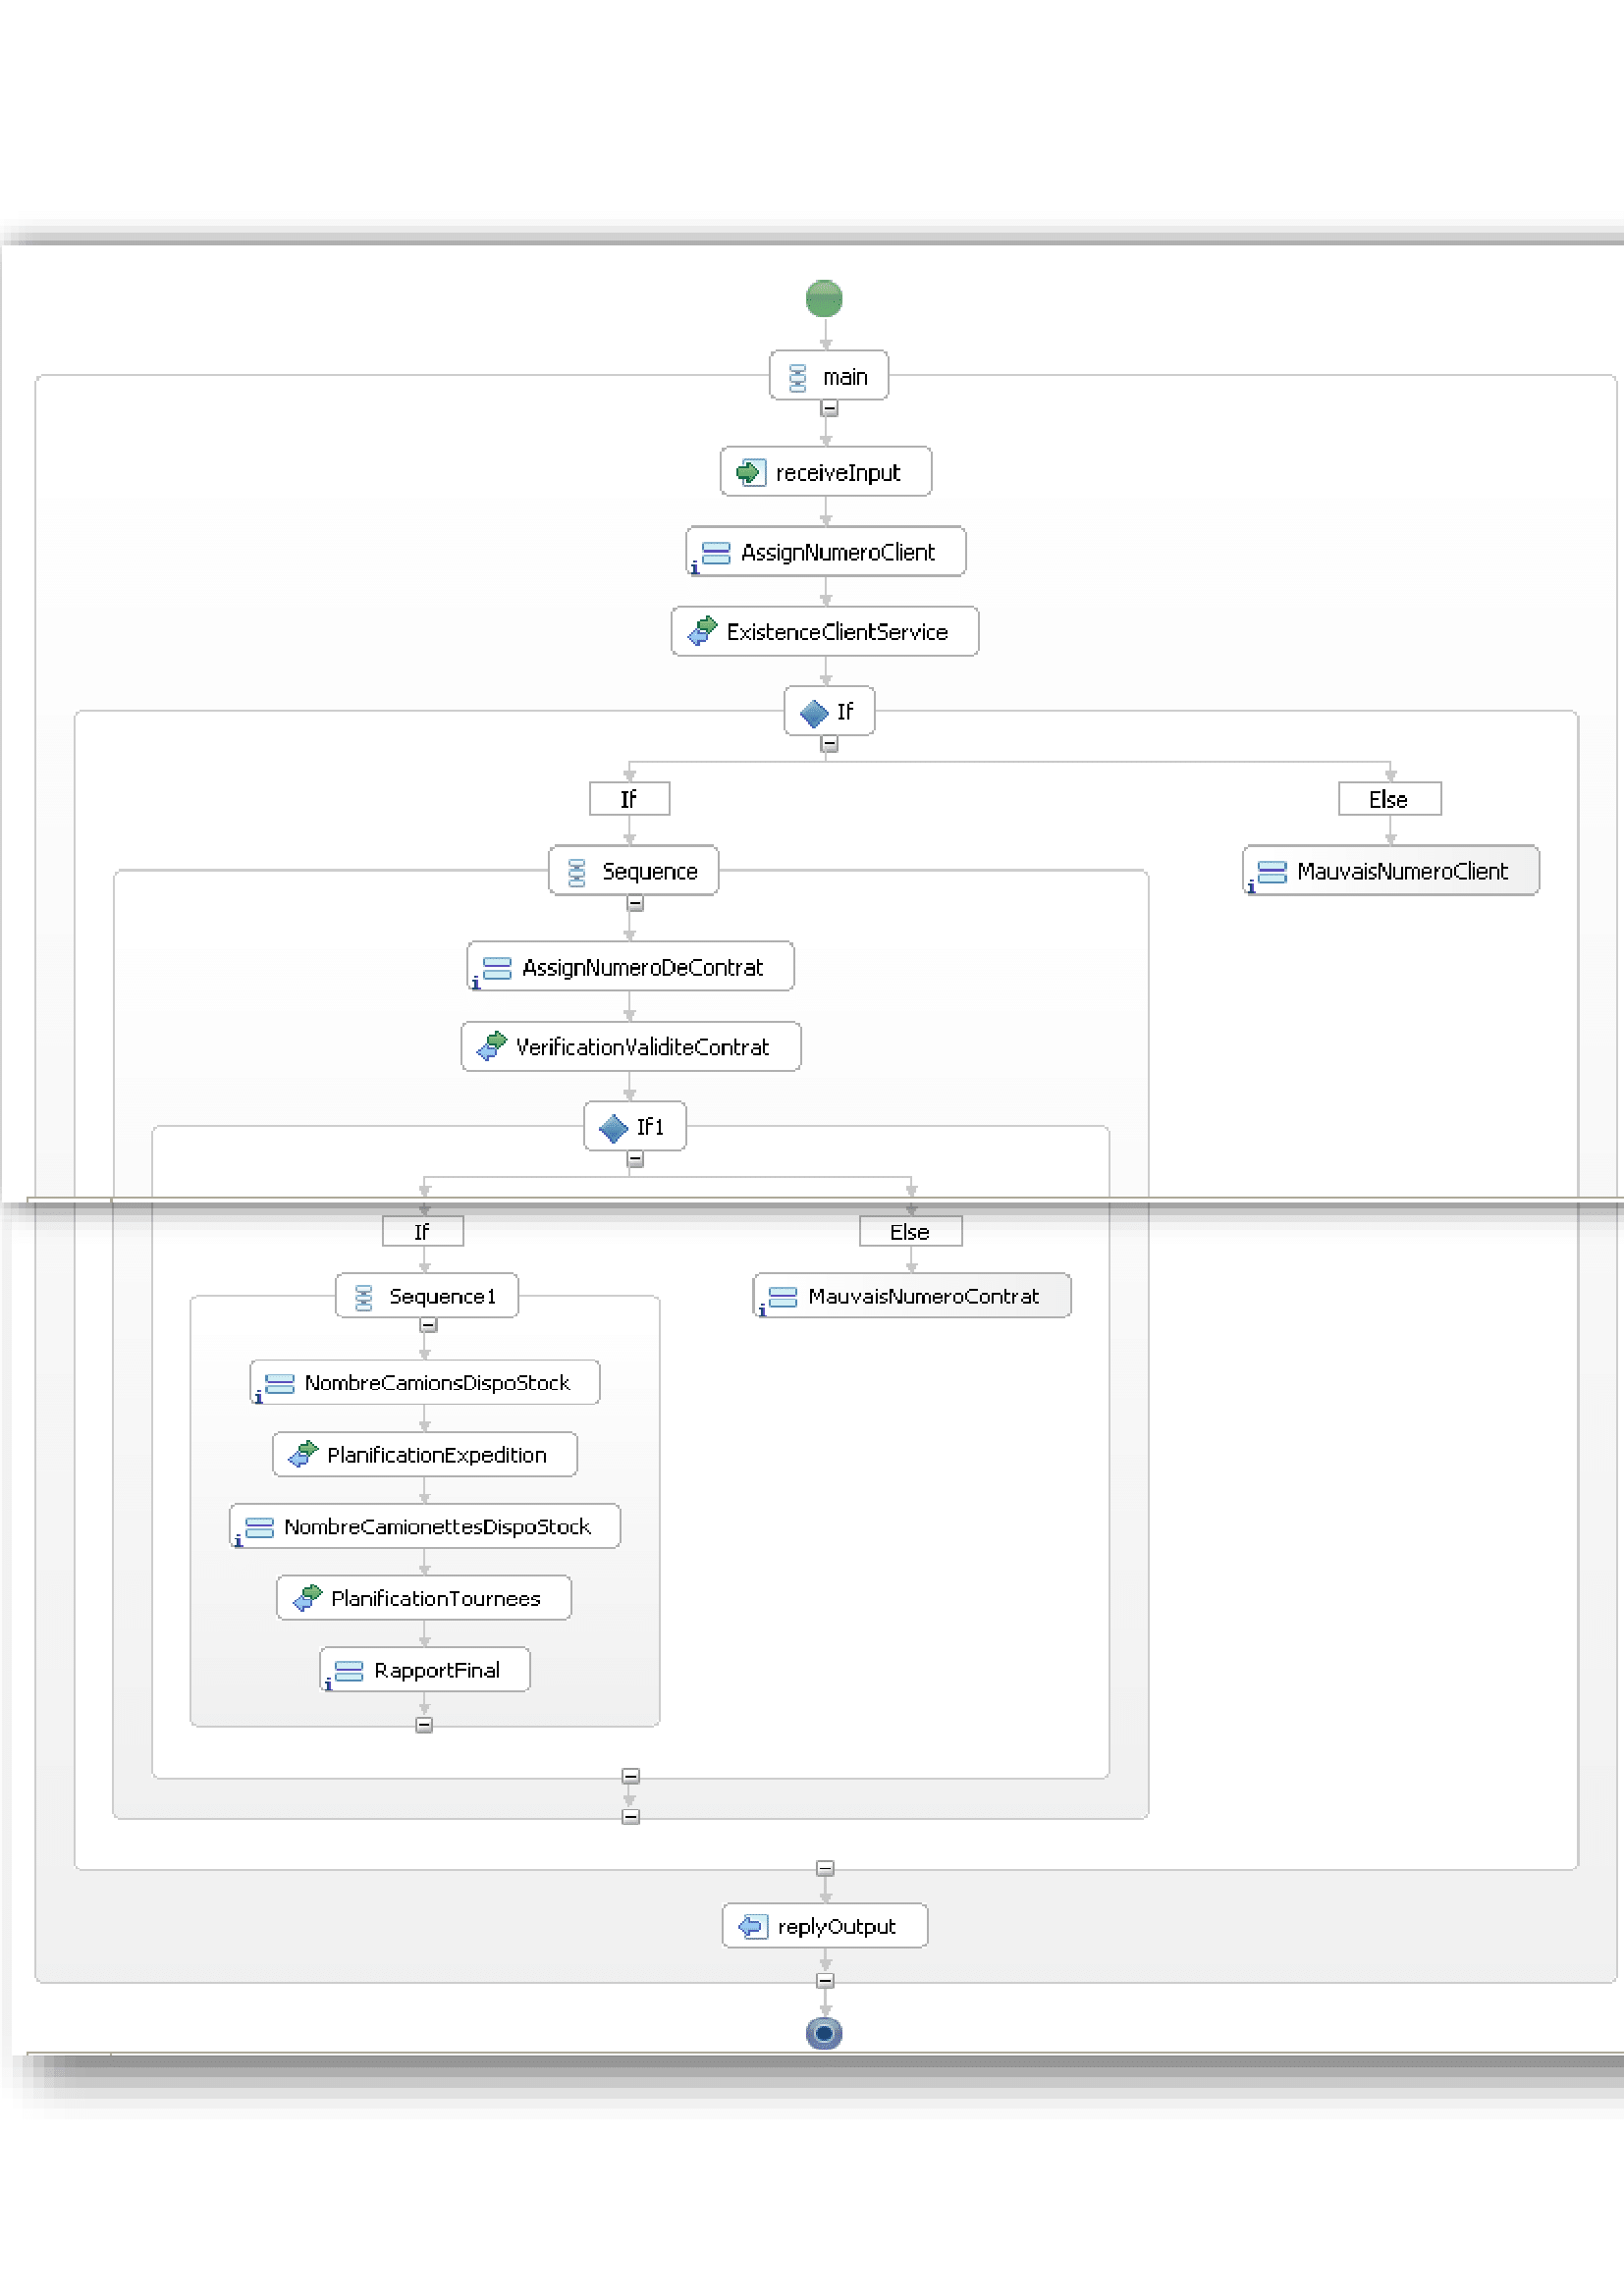 main
receiveInput
AssignNumeroClient
ExistenceClientService
If
If
Else
Sequence
MauvaisNumeroClient
AssignNumeroDeContrat
VerificationValiditeContrat
If1
If
Else
Sequence1
MauvaisNumeroContrat
NombreCamionsDispoStock
PlanificationExpedition
NombreCamionettesDispoStock
PlanificationTournees
RapportFinal
replyOutput